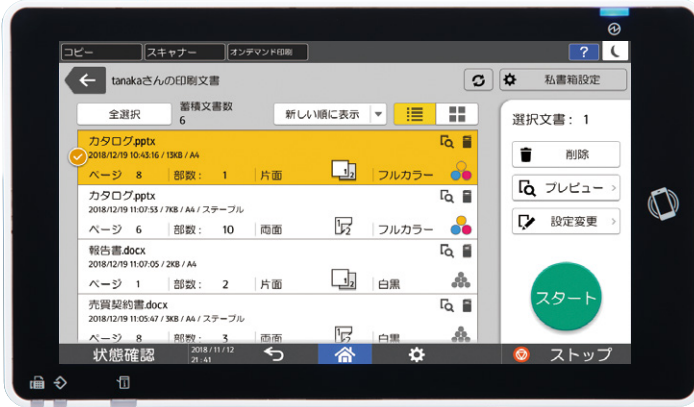 コピー
スキャナー
オンデマンド印刷
?
tanakaさんの印刷文書
私書箱設定
全選択
蓄積文書数
6
新しい順に表示
選択文書: 1
カタログ.pptx
2018/12/19 10:43:16 / 13KB / A4
ページ 8 部数: 1 片面 フルカラー
カタログ.pptx
2018/12/19 11:07:53 / 7KB / A4 / ステープル
ページ 6 部数: 10 両面 フルカラー
報告書.docx
2018/12/19 11:07:05 / 2KB / A4
ページ 1 部数: 2 片面 白黒
売買契約書.docx
2018/12/19 11:05:47 / 3KB / A4 / ステープル
ページ 8 部数: 3 両面 白黒
削除
プレビュー
設定変更
スタート
状態確認
2018 / 11 / 12
21 : 41
ストップ